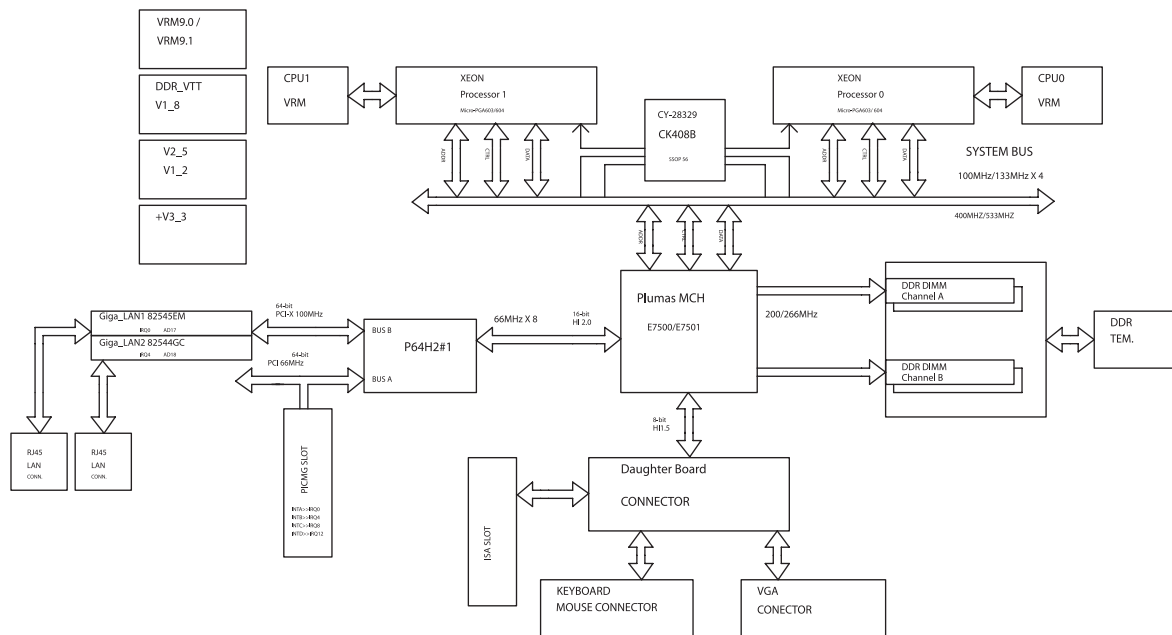 VRM9.0 /
VRM9.1
DDR_VTT
V1_8
V2_5
V1_2
+V3_3
CPU1
VRM
XEON
Processor 1
Micro-PGA603/604
CY-28329
CK408B
SSOP 56
XEON
Processor 0
Micro-PGA603/ 604
CPU0
VRM
ADDR
CTRL
DATA
ADDR
CTRL
DATA
SYSTEM BUS
100MHz/133MHz X 4
400MHZ/533MHZ
ADDR
CTRL
DATA
Plumas MCH
E7500/E7501
200/266MHz
DDR DIMM
Channel A
DDR DIMM
Channel B
DDR
TEM.
Giga_LAN1 82545EM
IRQ0 AD17
Giga_LAN2 82544GC
IRQ4 AD18
64-bit
PCI-X 100MHz
64-bit
PCI 66MHz
BUS B
P64H2#1
BUS A
66MHz X 8
16-bit
HI 2.0
8-bit
HI1.5
RJ45
LAN
CONN.
RJ45
LAN
CONN.
PICMG SLOT
INTA>>IRQ0
INTB>>IRQ4
INTC>>IRQ8
INTD>>IRQ12
ISA SLOT
Daughter Board
CONNECTOR
KEYBOARD
MOUSE CONNECTOR
VGA
CONECTOR